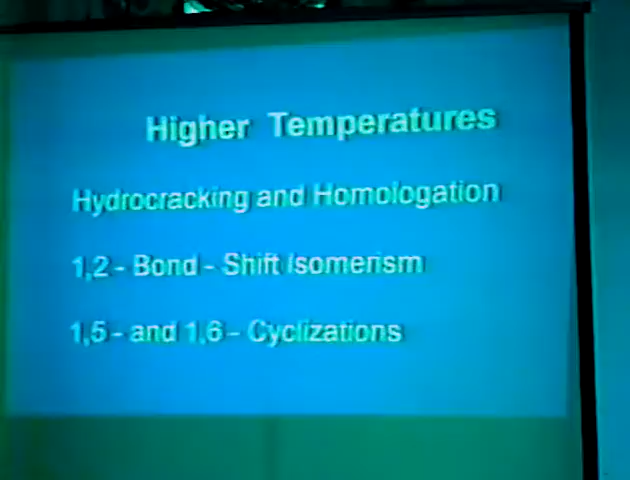 Higher Temperatures
Hydrocracking and Homologation
1,2 - Bond - Shift Isomerism
1,5 - and 1,6 - Cyclizations